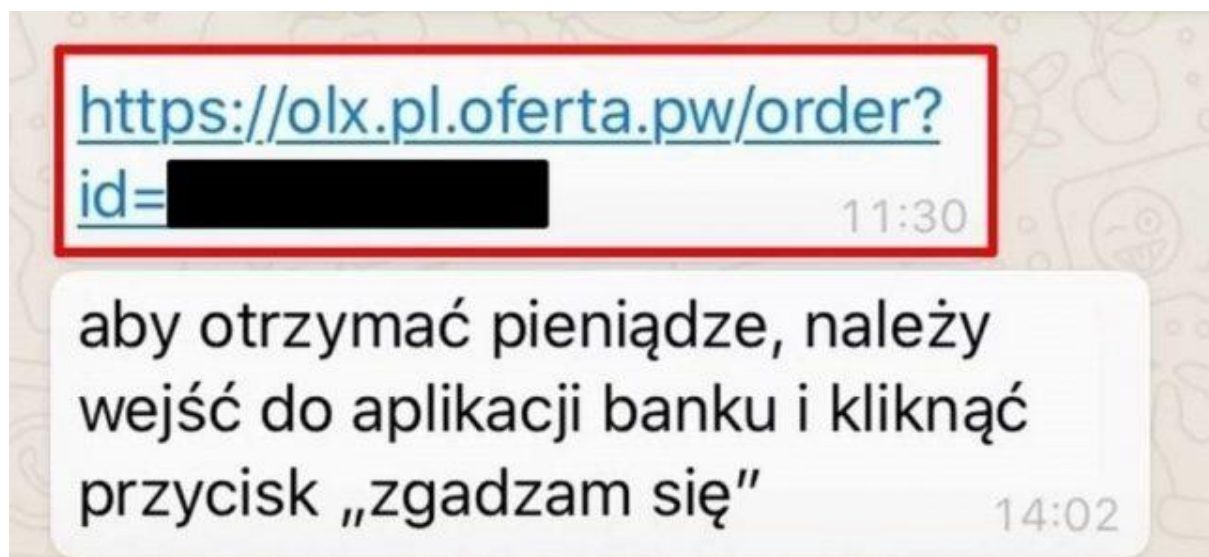 https://olx.pl.oferta.pw/order?
id=
11:30
aby otrzymać pieniądze, należy
wejść do aplikacji banku i kliknąć
przycisk „zgadzam się”
14:02